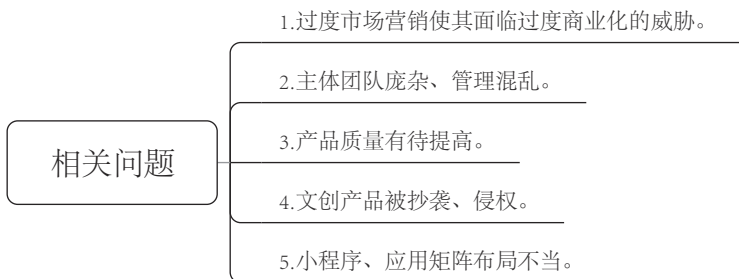 相关问题
1.过度市场营销使其面临过度商业化的威胁。
2.主体团队庞杂、管理混乱。
3.产品质量有待提高。
4.文创产品被抄袭、侵权。
5.小程序、应用矩阵布局不当。